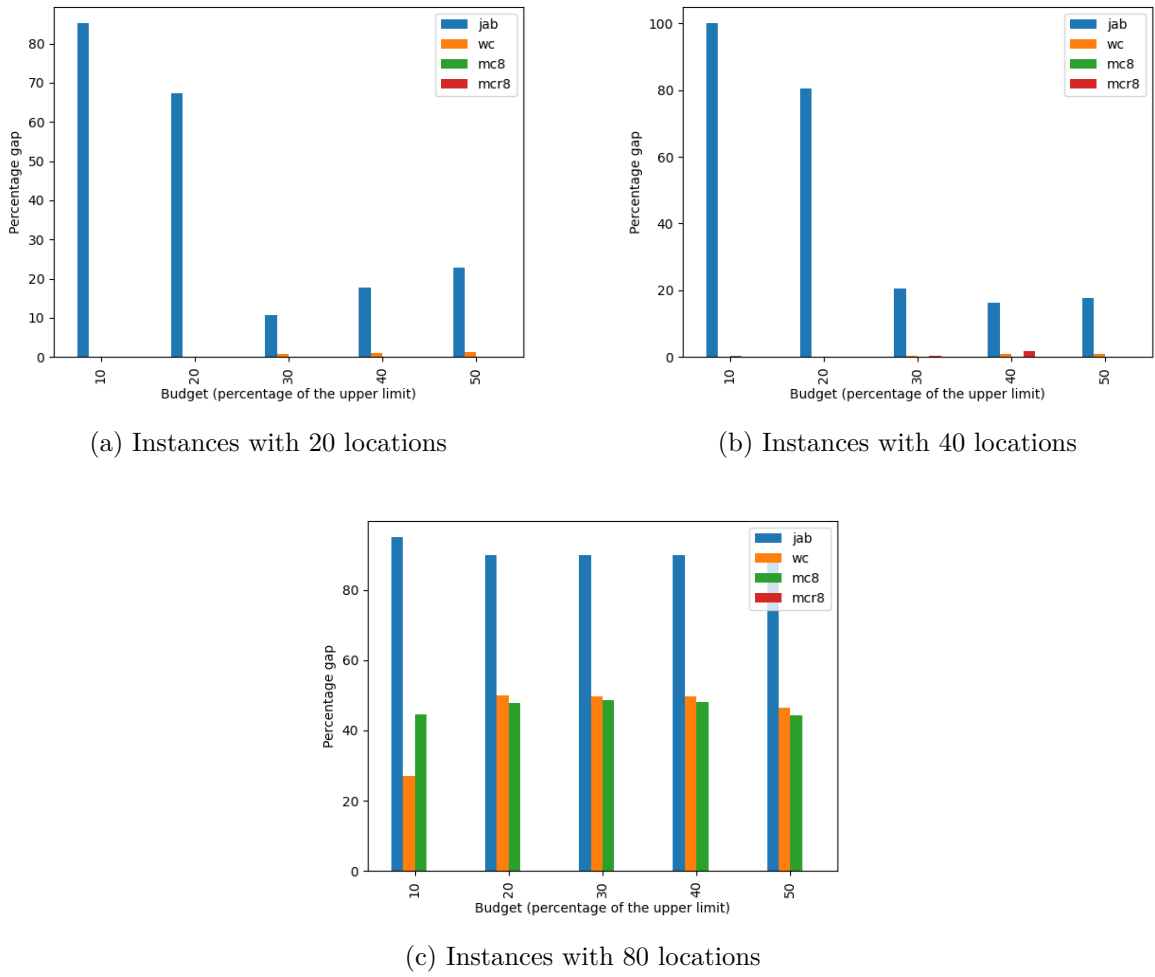 jab
wc
mc8
mcr8
80
70
60
50
40
30
20
10
0
Percentage gap
10
20
30
40
50
Budget (percentage of the upper limit)
(a) Instances with 20 locations
jab
wc
mc8
mcr8
100
80
60
40
20
0
Percentage gap
10
20
30
40
50
Budget (percentage of the upper limit)
(b) Instances with 40 locations
jab
wc
mc8
mcr8
80
60
40
20
0
Percentage gap
10
20
30
40
50
Budget (percentage of the upper limit)
(c) Instances with 80 locations